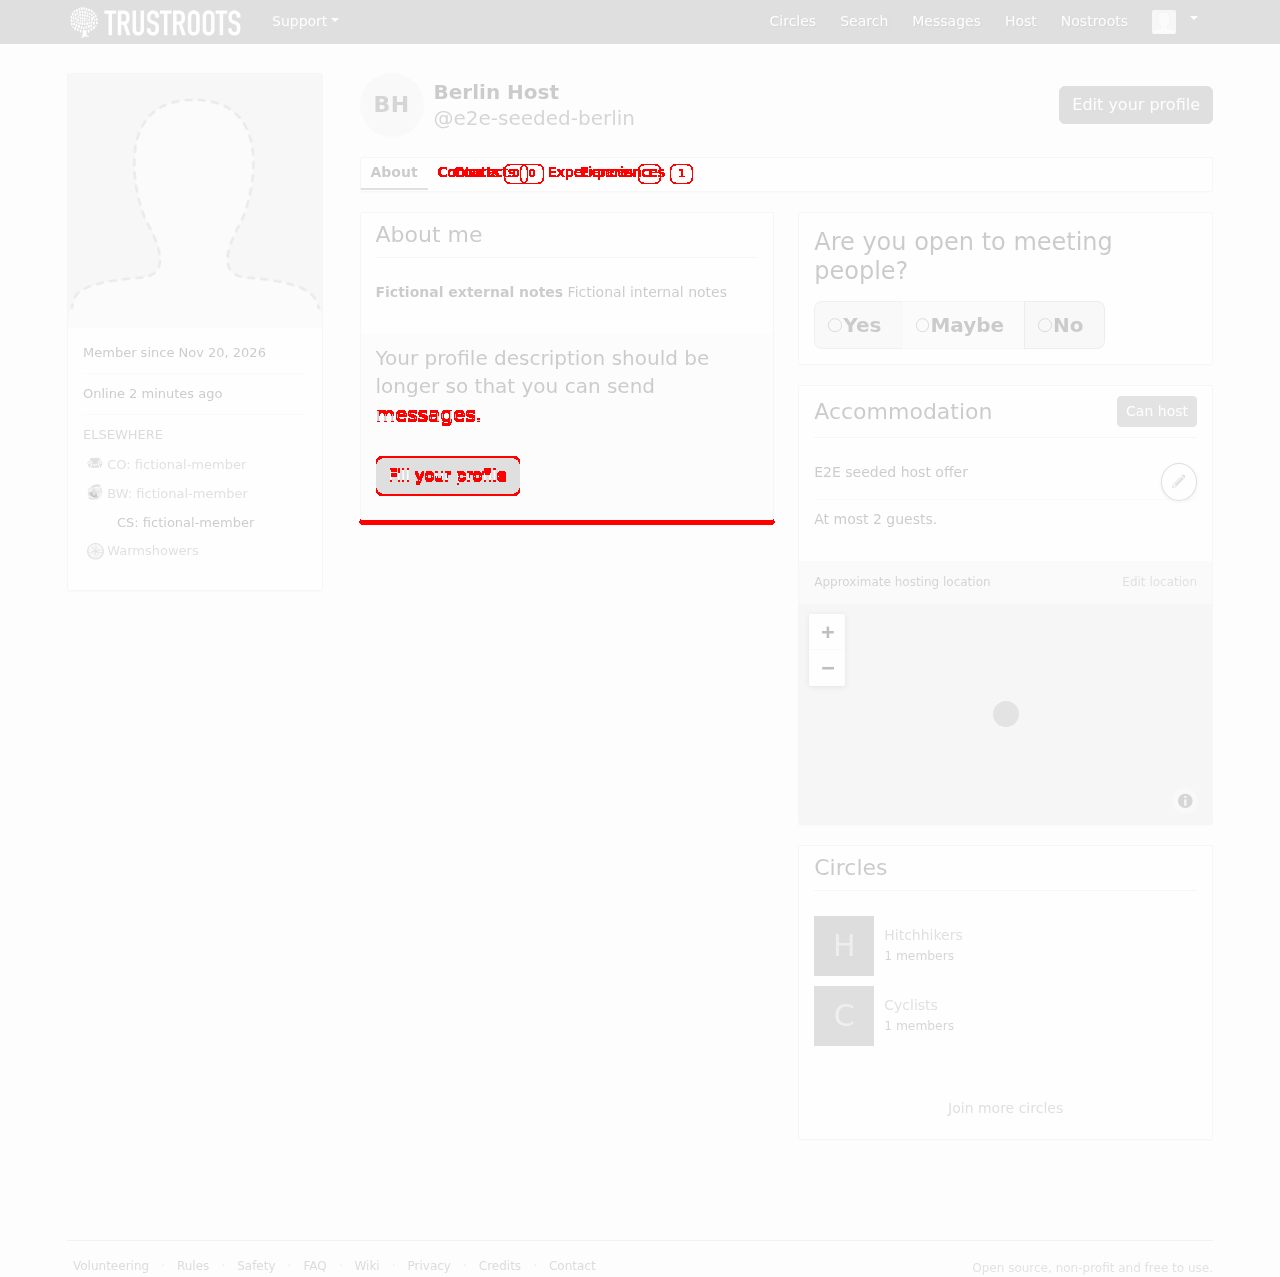 TRUSTROOTS Support Circles Search Messages Host Nostroots
BH Berlin Host
@e2e-seeded-berlin
Edit your profile
About Contacts 0 Experiences 1
Member since Nov 20, 2026
Online 2 minutes ago
ELSEWHERE
CO: fictional-member
BW: fictional-member
CS: fictional-member
Warmshowers
About me
Fictional external notes Fictional internal notes
Your profile description should be
longer so that you can send
messages.
Fill your profile
Are you open to meeting
people?
Yes Maybe No
Accommodation Can host
E2E seeded host offer
At most 2 guests.
Approximate hosting location Edit location
+
−
Circles
H Hitchhikers
1 members
C Cyclists
1 members
Join more circles
Volunteering · Rules · Safety · FAQ · Wiki · Privacy · Credits · Contact
Open source, non-profit and free to use.